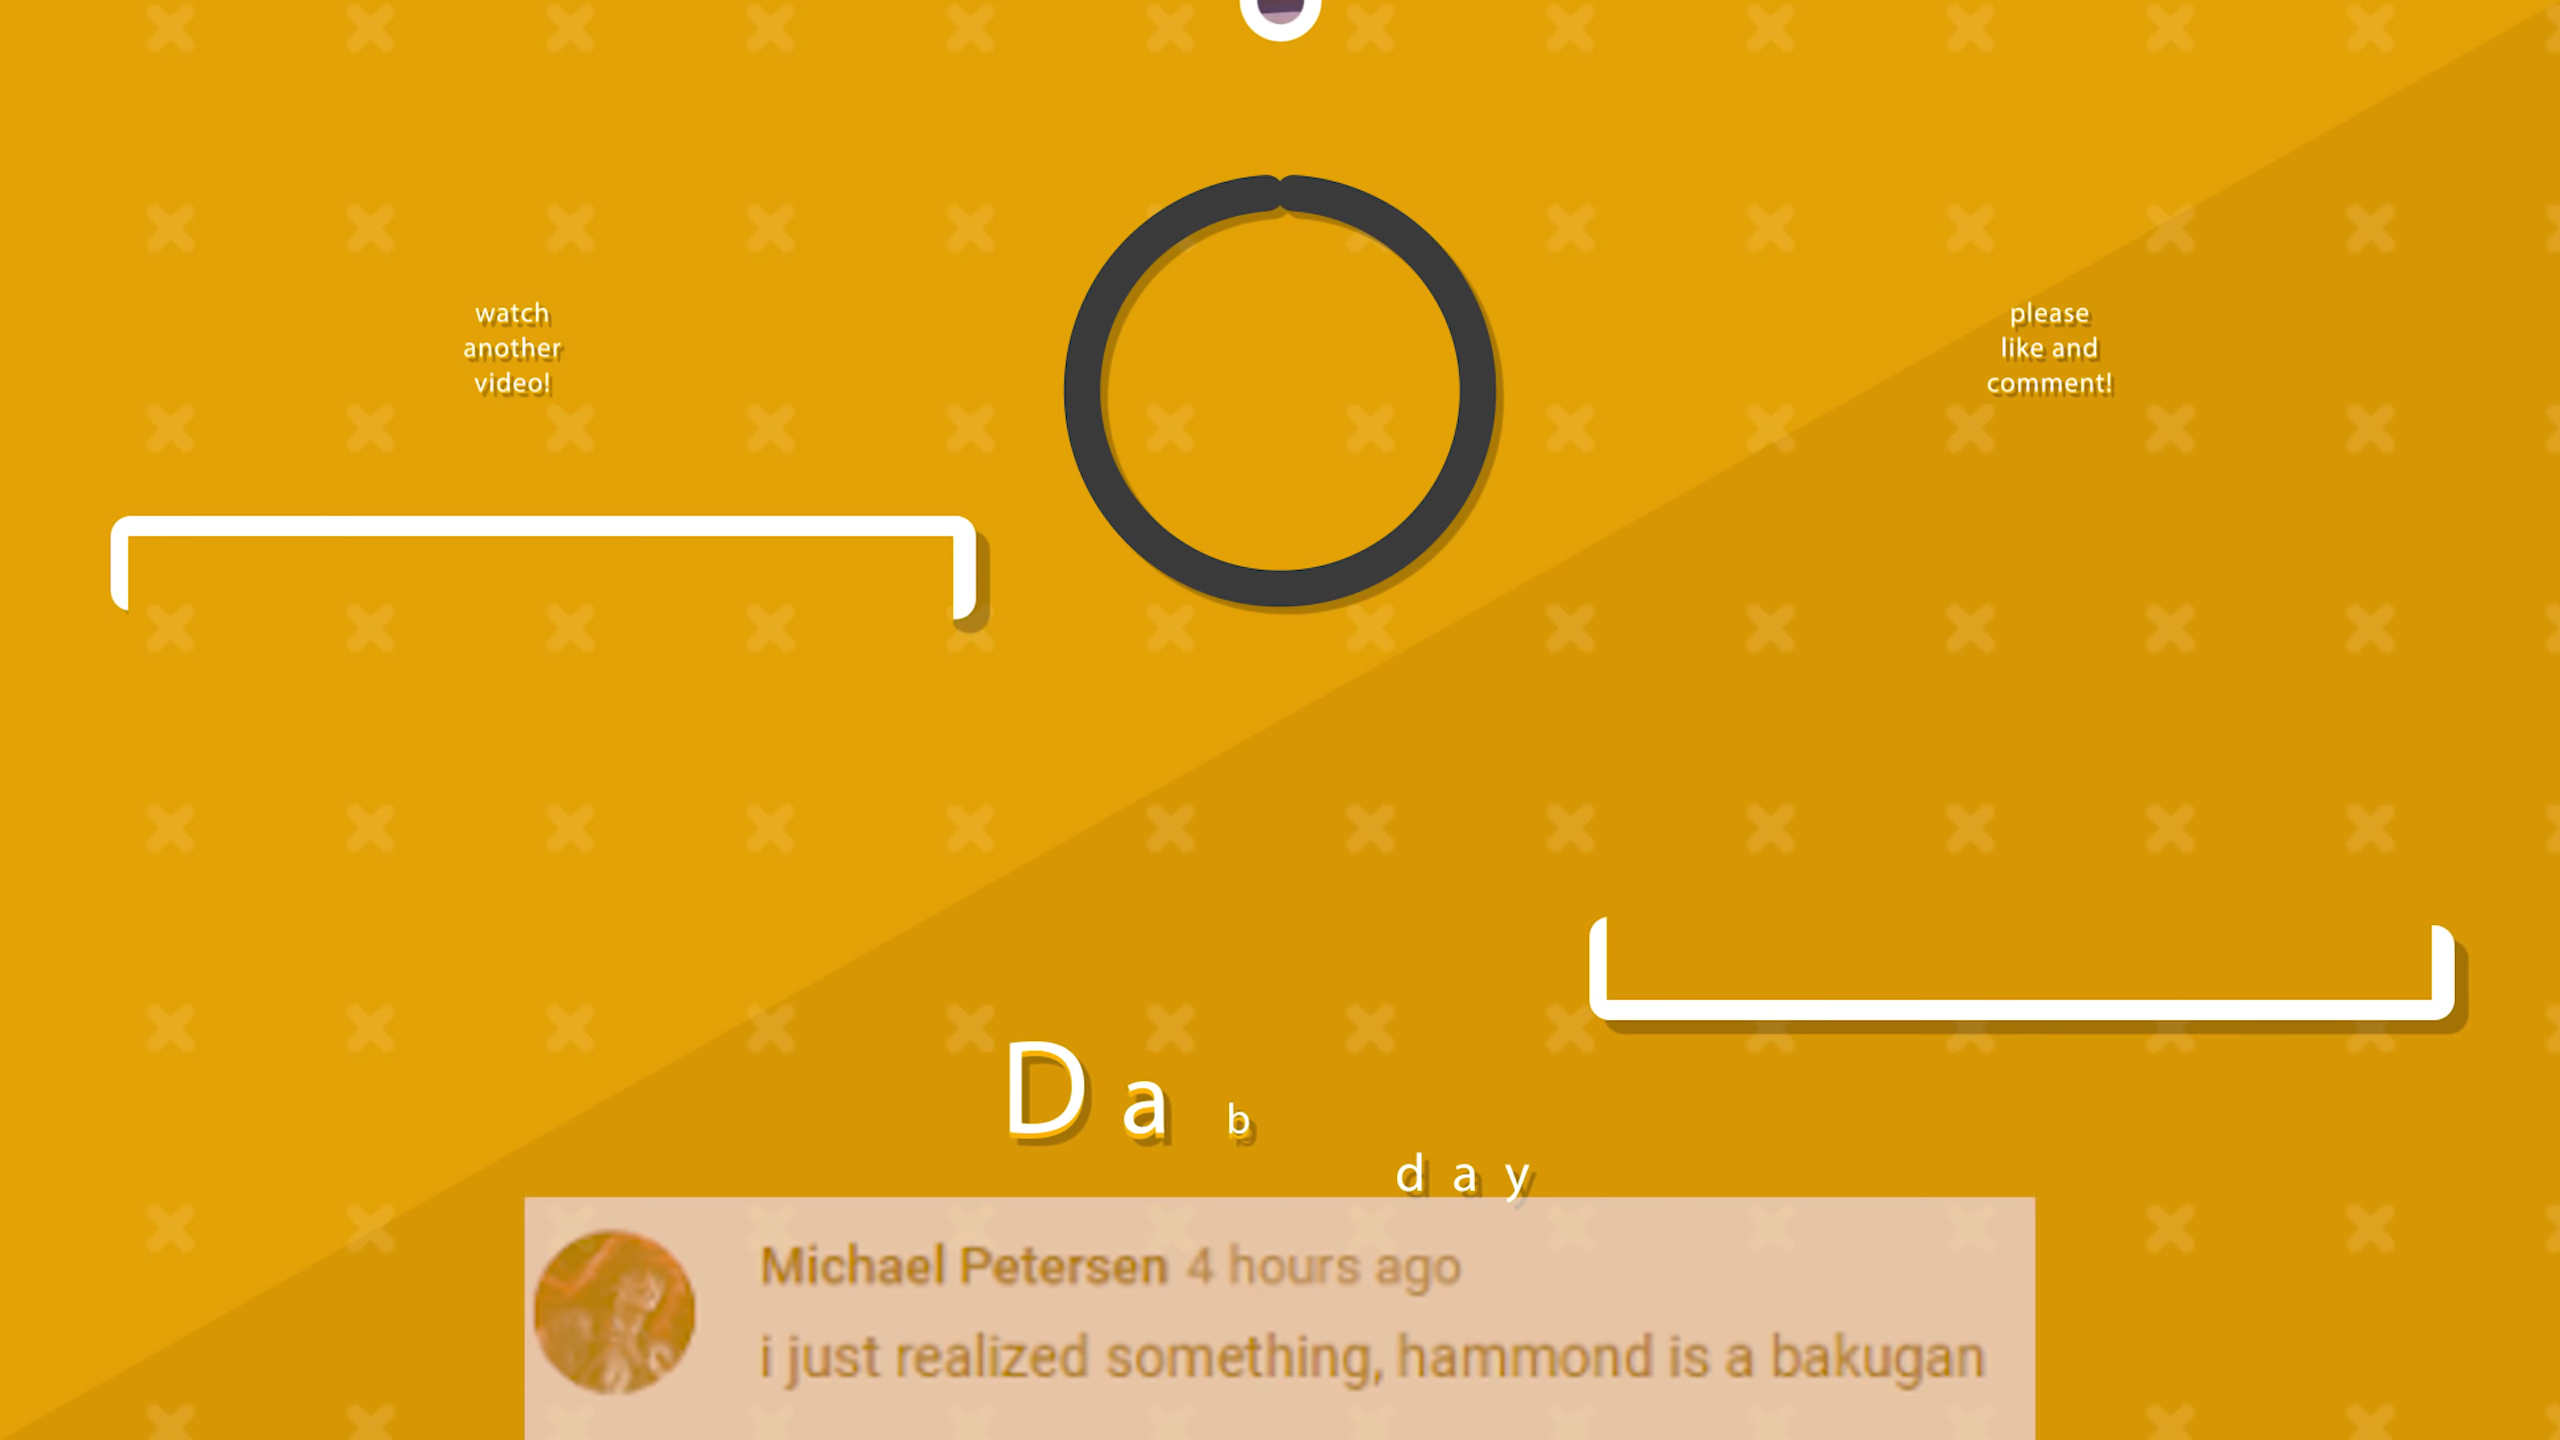 watch
another
video!
please
like and
comment!
D a b
d a y
Michael Petersen 4 hours ago
i just realized something, hammond is a bakugan